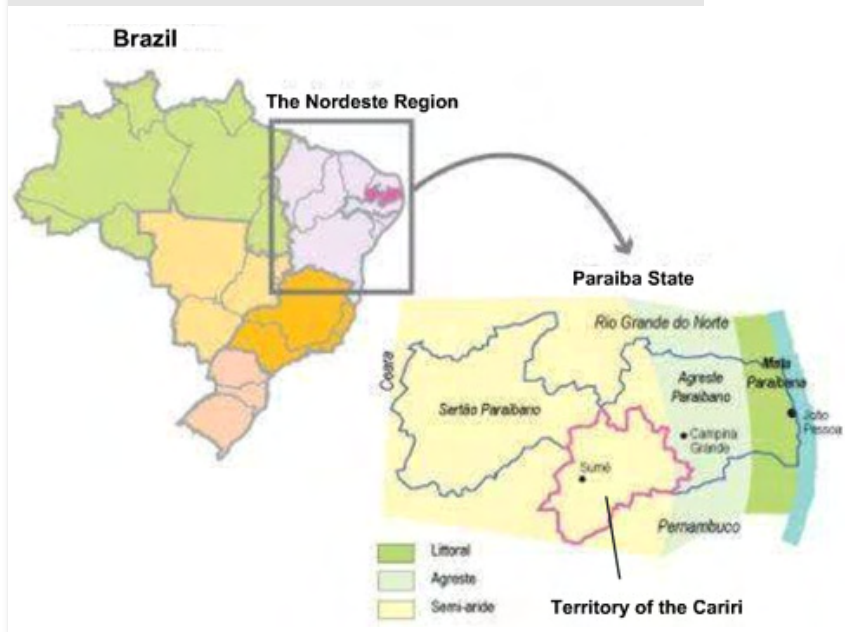 Brazil
The Nordeste Region
Paraiba State
Rio Grande do Norte
Ceara
Mata
Paraibana
Agreste
Paraibano
Sertão Paraibano
João
Pessoa
Campina
Grande
Sumé
Pernambuco
Littoral
Agreste
Semi-aride
Territory of the Cariri